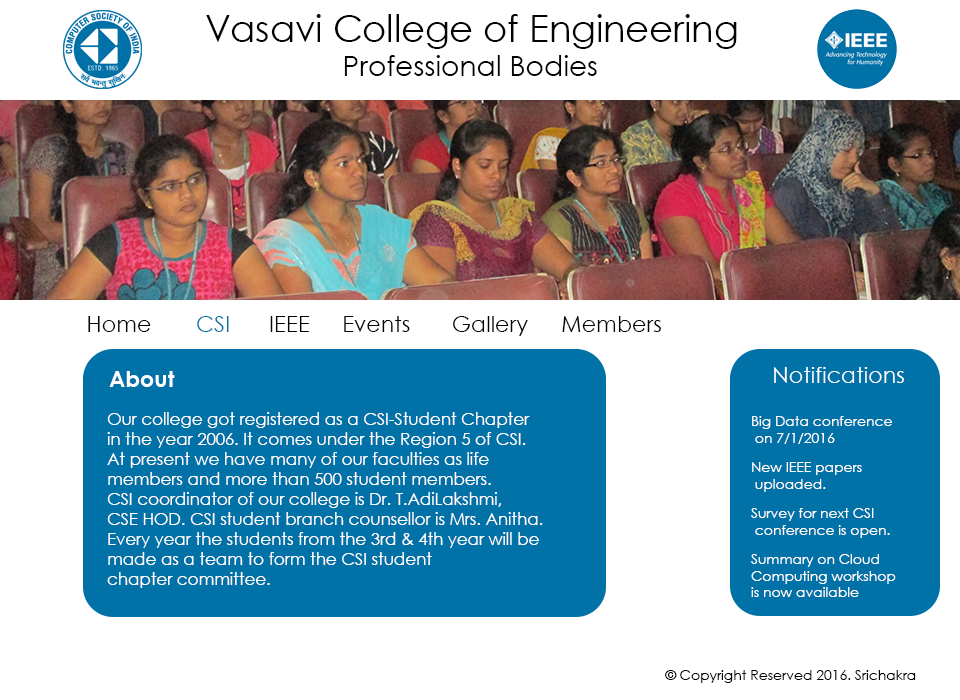 COMPUTER SOCIETY OF INDIA
ESTD. 1965
Vasavi College of Engineering
Professional Bodies
IEEE
Advancing Technology
for Humanity
Home CSI IEEE Events Gallery Members
About
Our college got registered as a CSI-Student Chapter
in the year 2006. It comes under the Region 5 of CSI.
At present we have many of our faculties as life
members and more than 500 student members.
CSI coordinator of our college is Dr. T.AdiLakshmi,
CSE HOD. CSI student branch counsellor is Mrs. Anitha.
Every year the students from the 3rd & 4th year will be
made as a team to form the CSI student
chapter committee.
Notifications
Big Data conference
on 7/1/2016
New IEEE papers
uploaded.
Survey for next CSI
conference is open.
Summary on Cloud
Computing workshop
is now available
© Copyright Reserved 2016. Srichakra